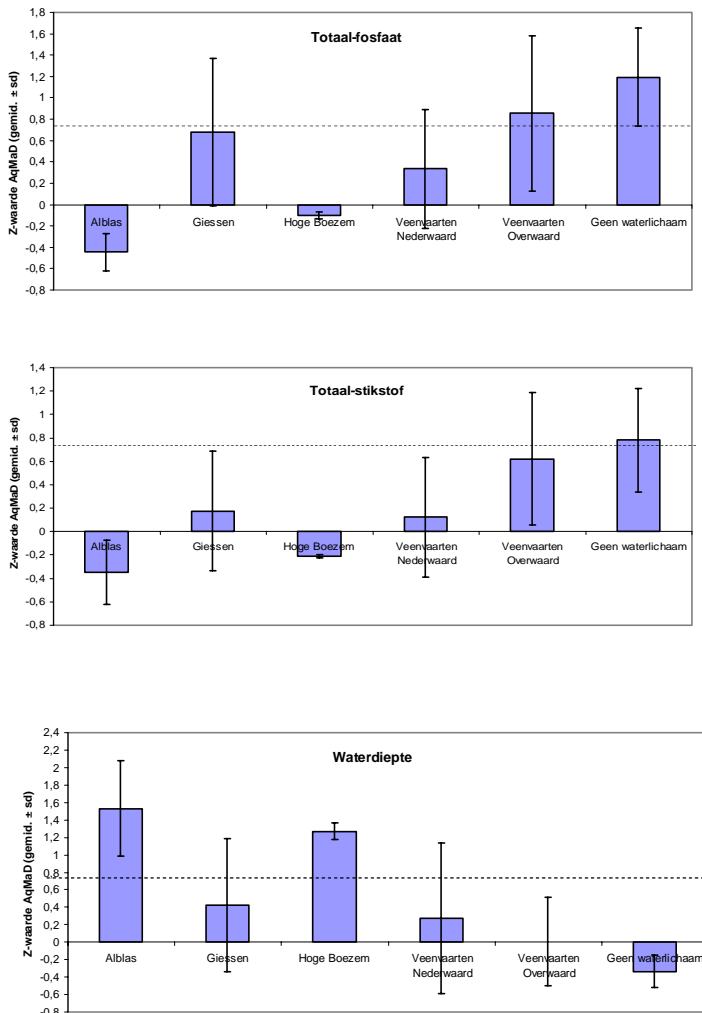 Totaal-fosfaat
Z-waarde AqMaD (gemid. ± sd)
1,8
1,6
1,4
1,2
1
0,8
0,6
0,4
0,2
0
-0,2
-0,4
-0,6
-0,8
Alblas
Giessen
Hoge Boezem
Veenvaarten
Nederwaard
Veenvaarten
Overwaard
Geen waterlichaam
Totaal-stikstof
Z-waarde AqMaD (gemid. ± sd)
1,4
1,2
1
0,8
0,6
0,4
0,2
0
-0,2
-0,4
-0,6
-0,8
Alblas
Giessen
Hoge Boezem
Veenvaarten
Nederwaard
Veenvaarten
Overwaard
Geen waterlichaam
Waterdiepte
Z-waarde AqMaD (gemid. ± sd)
2,4
2,2
2
1,8
1,6
1,4
1,2
1
0,8
0,6
0,4
0,2
0
-0,2
-0,4
-0,6
-0,8
Alblas
Giessen
Hoge Boezem
Veenvaarten
Nederwaard
Veenvaarten
Overwaard
Geen waterlichaam